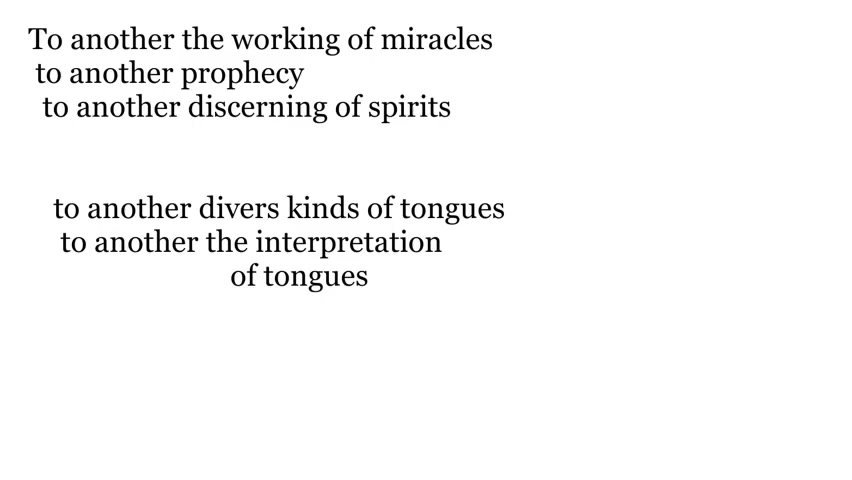 To another the working of miracles
to another prophecy
to another discerning of spirits
to another divers kinds of tongues
to another the interpretation
of tongues